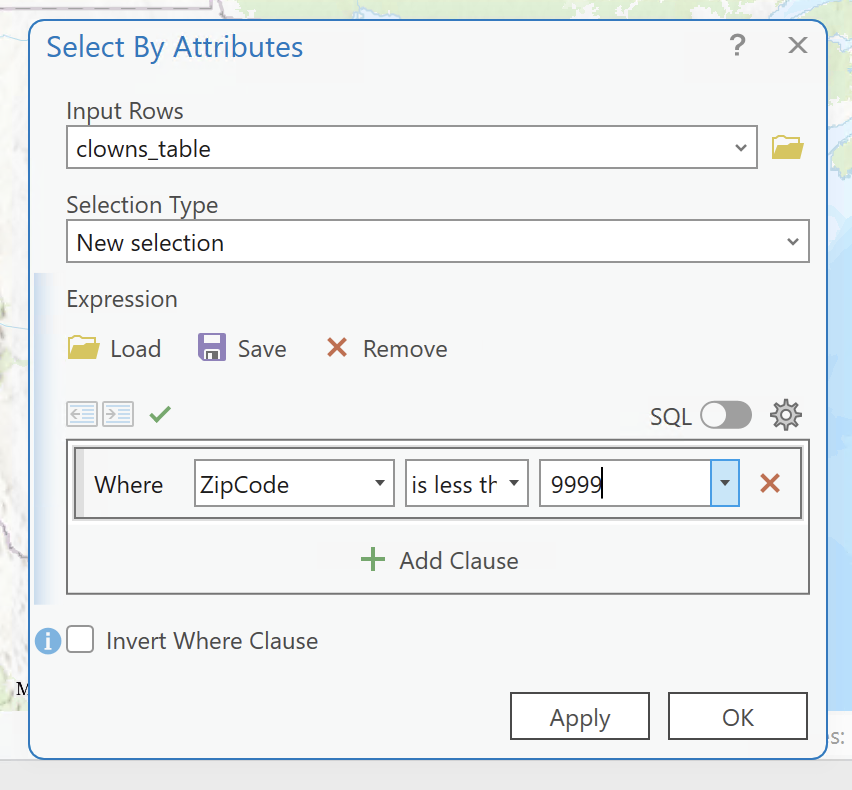 Select By Attributes ?
Input Rows
clowns_table
Selection Type
New selection
Expression
Load Save Remove
SQL
Where ZipCode is less th 9999
Add Clause
i Invert Where Clause
M
Apply OK
es: